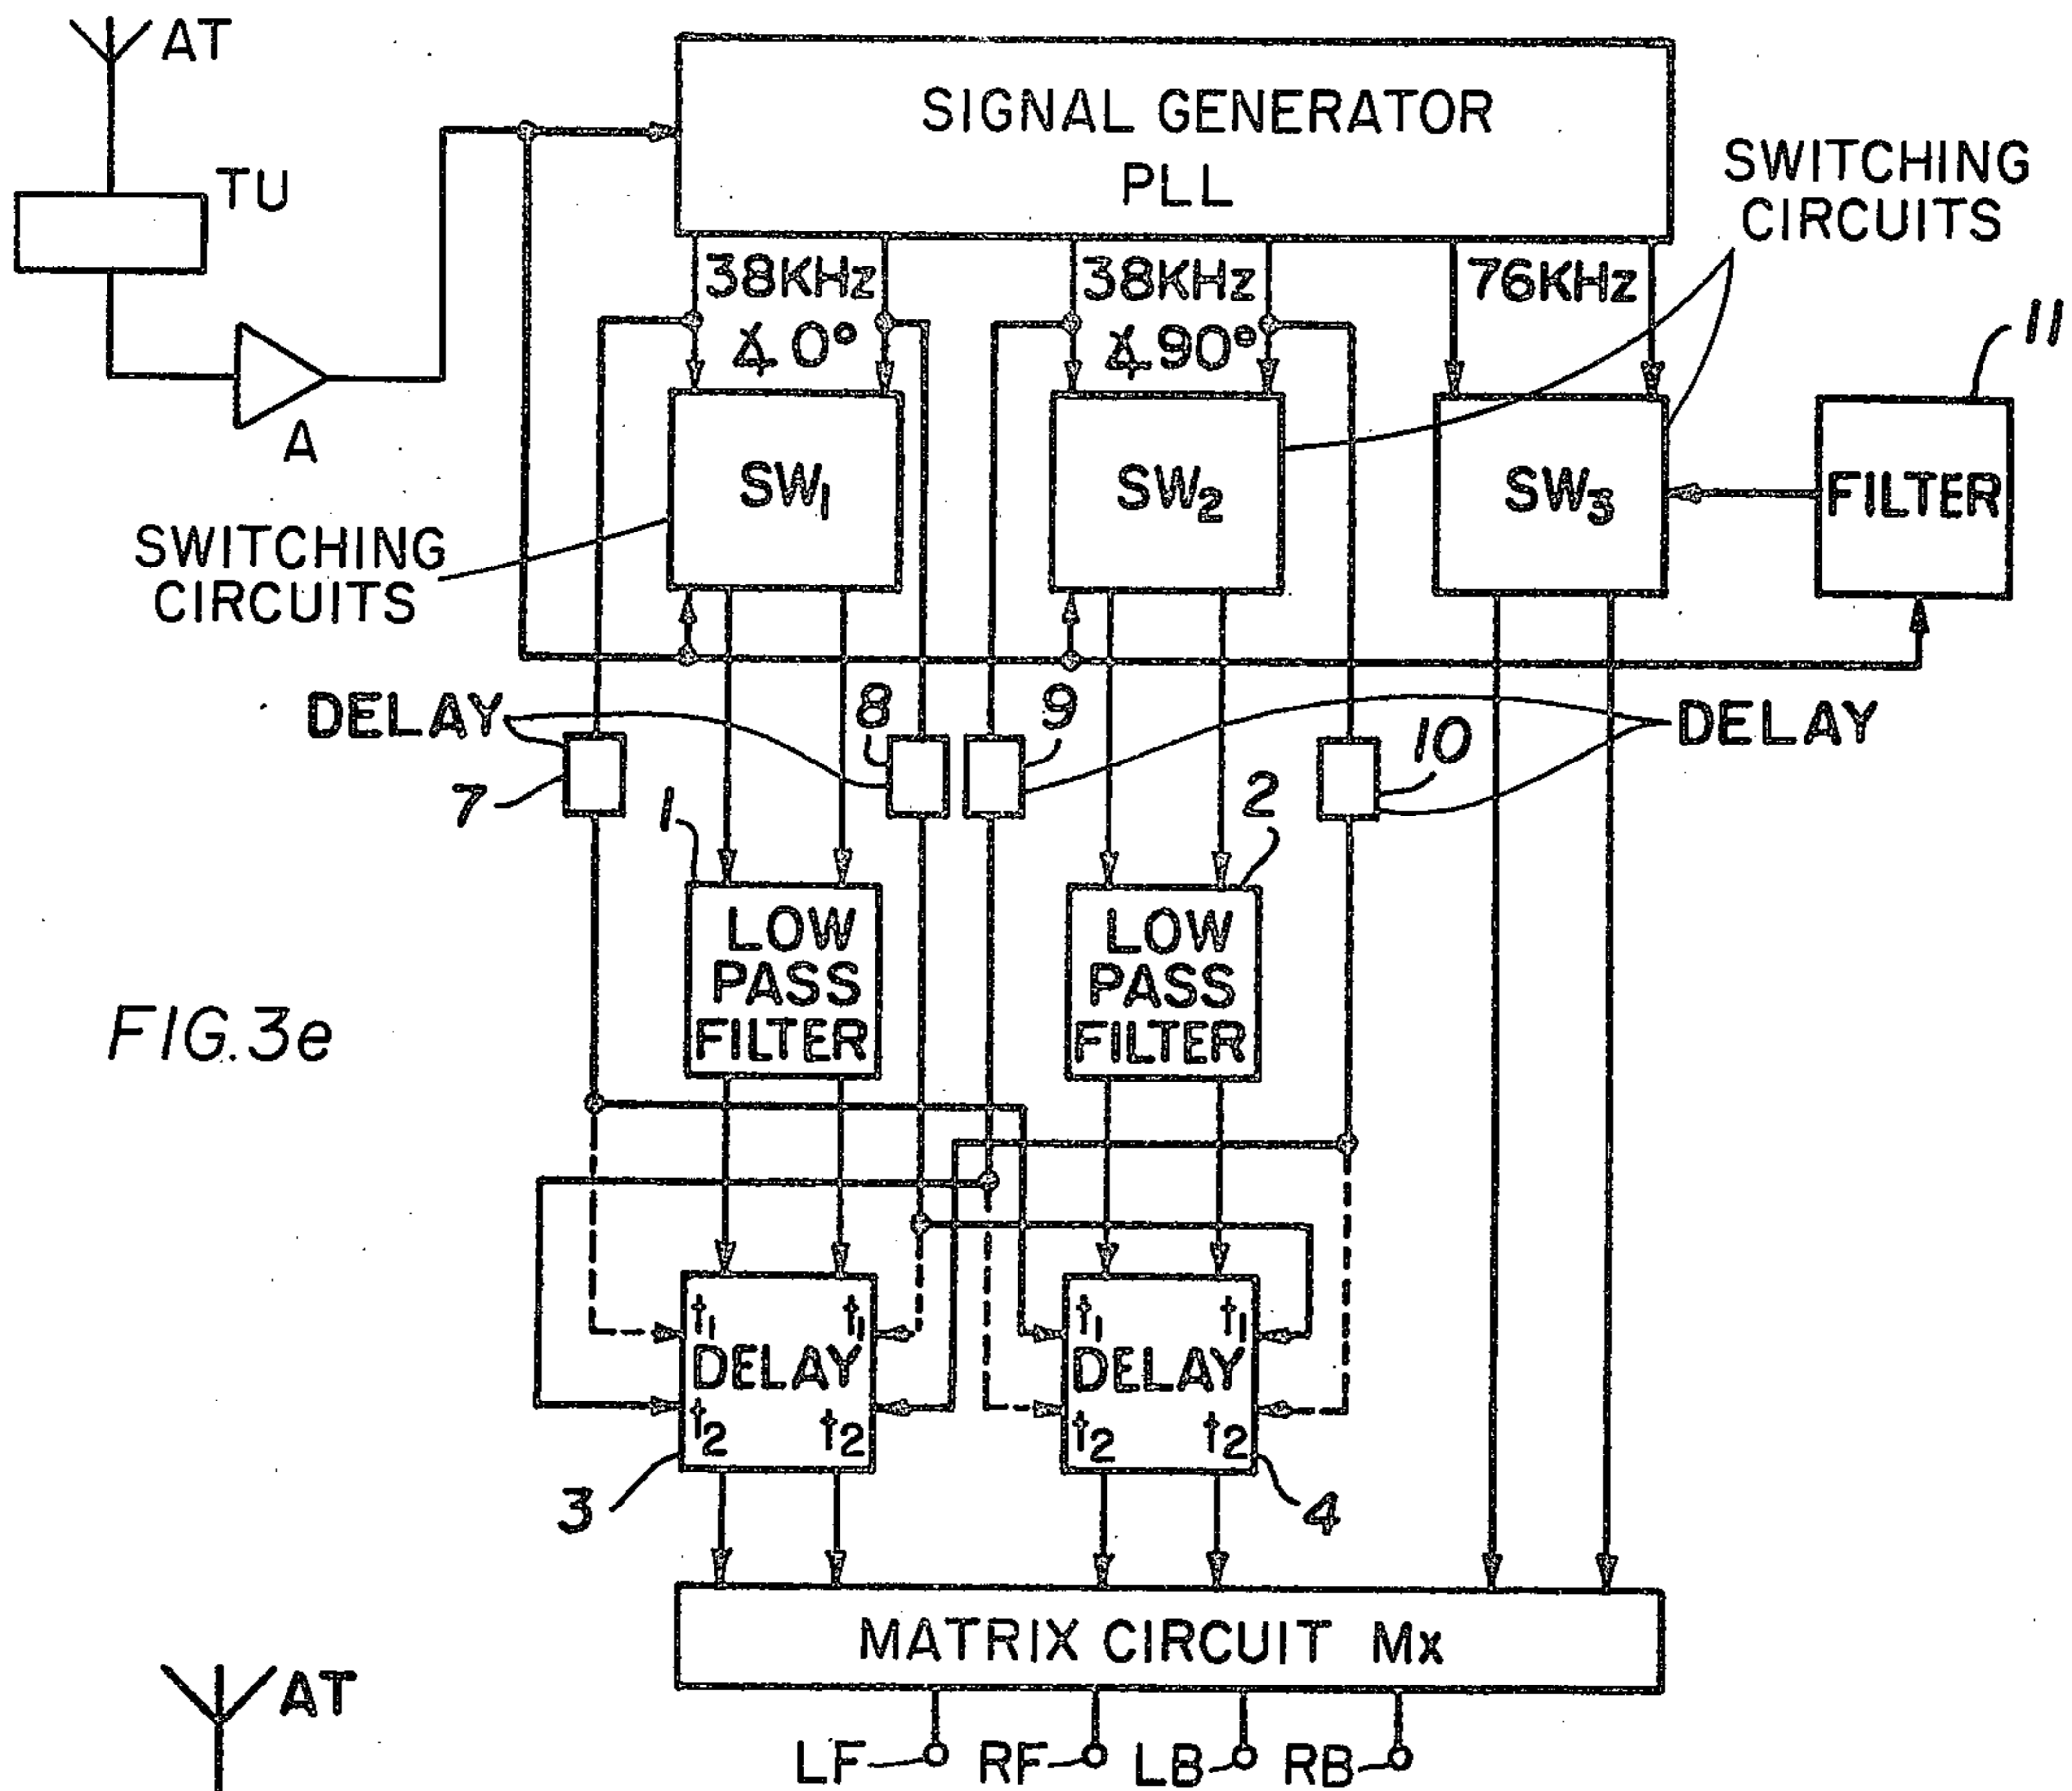 AT
SIGNAL GENERATOR
PLL
TU
SWITCHING
CIRCUITS
38KHz
38KHz
76KHz
∡ 0°
∡ 90°
11
A
SW1
SW2
SW3
FILTER
SWITCHING
CIRCUITS
DELAY
8
9
10
DELAY
7
1
2
LOW
PASS
FILTER
LOW
PASS
FILTER
FIG.3e
t1 t1
DELAY
t2 t2
t1 t1
DELAY
t2 t2
3
4
MATRIX CIRCUIT Mx
AT
LF RF LB RB